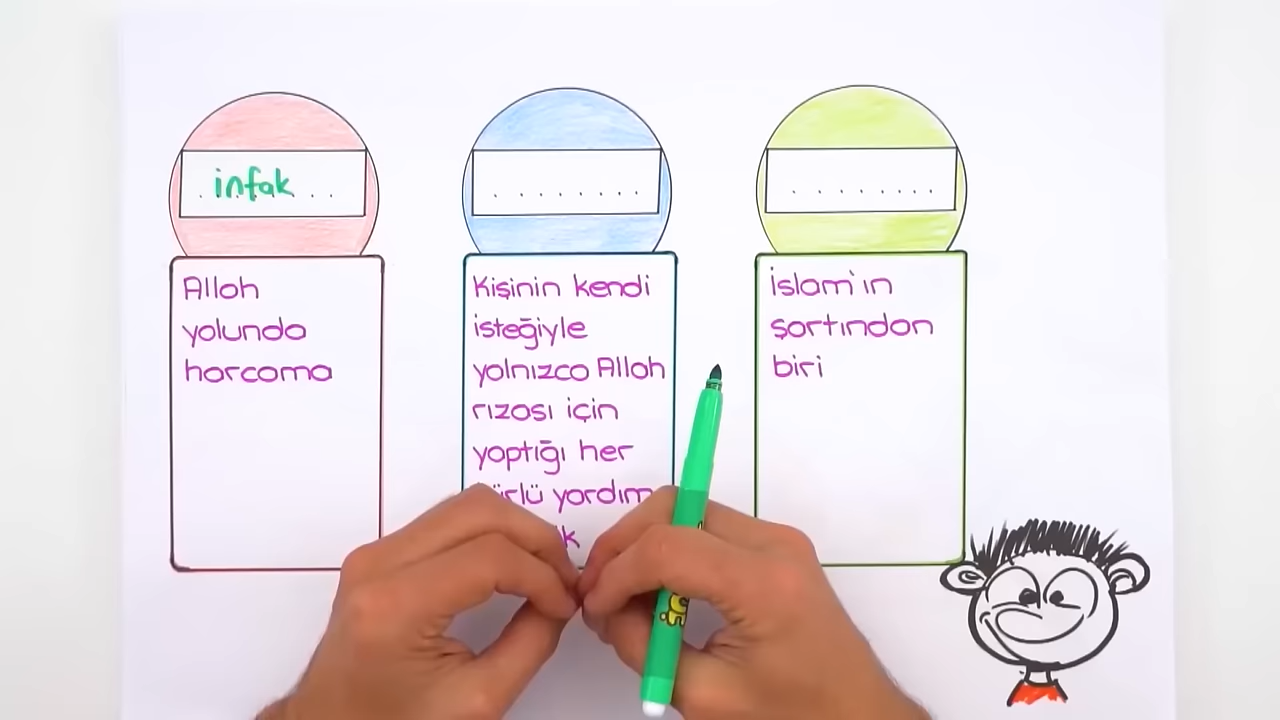 infak
Allah
yolunda
harcama
Kişinin kendi
isteğiyle
yalnızca Allah
rızası için
yaptığı her
yardım
İslam'ın
şartından
biri